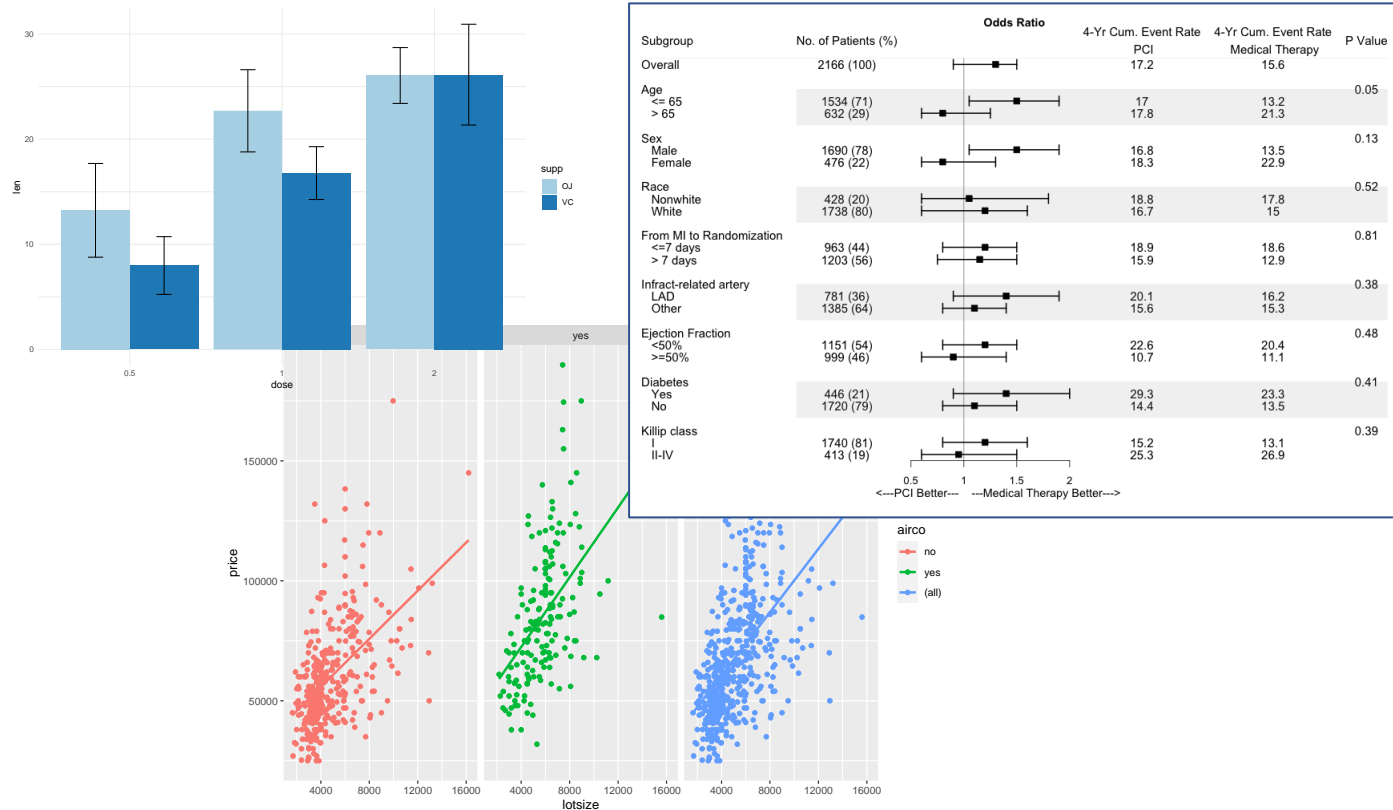 30
20
10
0
len
0.5
1
2
dose
supp
OJ
VC
Odds Ratio
Subgroup No. of Patients (%) 4-Yr Cum. Event Rate PCI 4-Yr Cum. Event Rate Medical Therapy P Value
Overall 2166 (100) 17.2 15.6
Age 0.05
<= 65 1534 (71) 17 13.2
> 65 632 (29) 17.8 21.3
Sex 0.13
Male 1690 (78) 16.8 13.5
Female 476 (22) 18.3 22.9
Race 0.52
Nonwhite 428 (20) 18.8 17.8
White 1738 (80) 16.7 15
From MI to Randomization 0.81
<=7 days 963 (44) 18.9 18.6
> 7 days 1203 (56) 15.9 12.9
Infract-related artery 0.38
LAD 781 (36) 20.1 16.2
Other 1385 (64) 15.6 15.3
Ejection Fraction 0.48
<50% 1151 (54) 22.6 20.4
>=50% 999 (46) 10.7 11.1
Diabetes 0.41
Yes 446 (21) 29.3 23.3
No 1720 (79) 14.4 13.5
Killip class 0.39
I 1740 (81) 15.2 13.1
II-IV 413 (19) 25.3 26.9
0.5 1 1.5 2
<---PCI Better--- ---Medical Therapy Better--->
yes
150000
100000
50000
price
4000 8000 12000 16000 4000 8000 12000 16000 4000 8000 12000 16000
lotsize
airco
no
yes
(all)